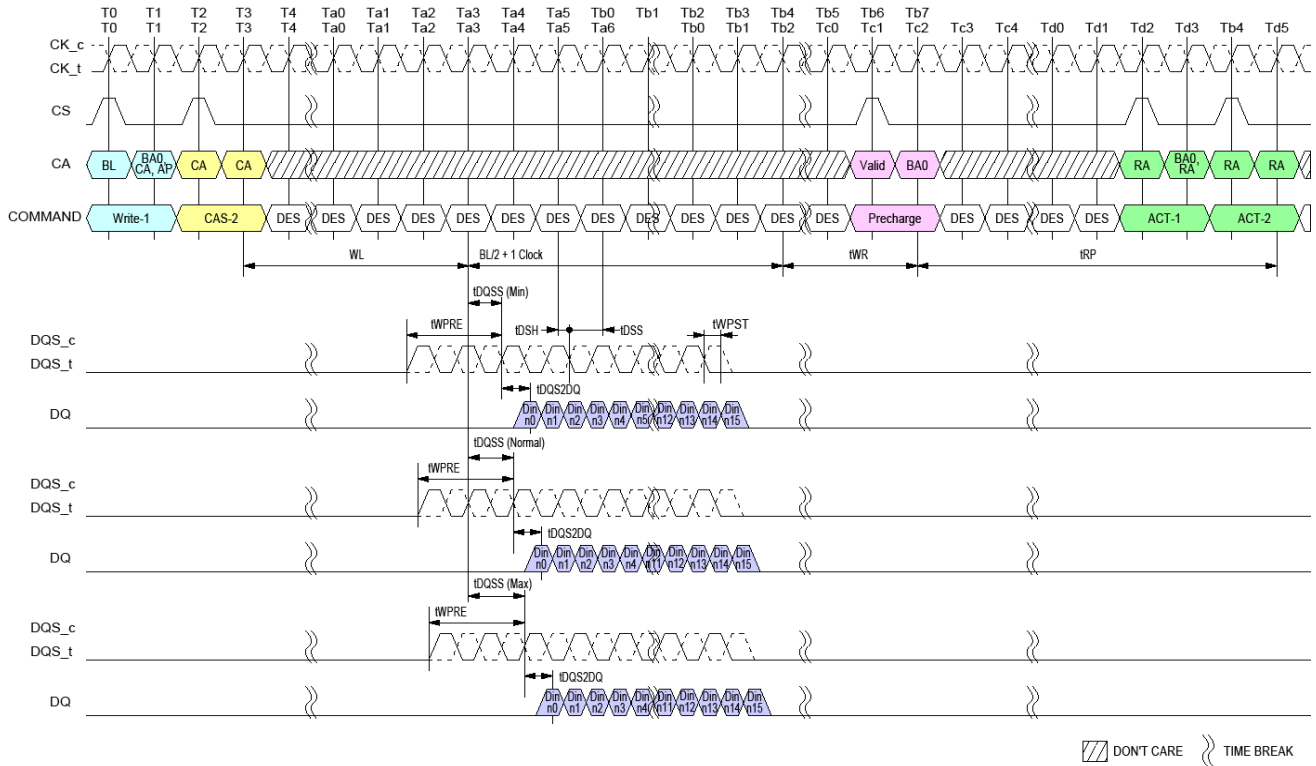 T0 T1 T2 T3 T4 Ta0 Ta1 Ta2 Ta3 Ta4 Ta5 Tb0 Tb1 Tb2 Tb3 Tb4 Tb5 Tb6 Tb7
T0 T1 T2 T3 T4 Ta0 Ta1 Ta2 Ta3 Ta4 Ta5 Ta6 Tb0 Tb1 Tb2 Tc0 Tc1 Tc2 Tc3 Tc4 Td0 Td1 Td2 Td3 Tb4 Td5
CK_c
CK_t
CS
CA BL BA0, CA, AP CA CA Valid BA0 RA BA0, RA RA RA
COMMAND Write-1 CAS-2 DES DES DES DES DES DES DES DES DES DES DES DES DES Precharge DES DES DES DES ACT-1 ACT-2
WL BL/2 + 1 Clock tWR tRP
tDQSS (Min)
tWPRE tDSH tDSS tWPST
DQS_c
DQS_t
tDQS2DQ
DQ Din n0 Din n1 Din n2 Din n3 Din n4 Din n5 Din n12 Din n13 Din n14 Din n15
tDQSS (Normal)
tWPRE
DQS_c
DQS_t
tDQS2DQ
DQ Din n0 Din n1 Din n2 Din n3 Din n4 Din n11 Din n12 Din n13 Din n14 Din n15
tDQSS (Max)
tWPRE
DQS_c
DQS_t
tDQS2DQ
DQ Din n0 Din n1 Din n2 Din n3 Din n4 Din n11 Din n12 Din n13 Din n14 Din n15
DON'T CARE TIME BREAK